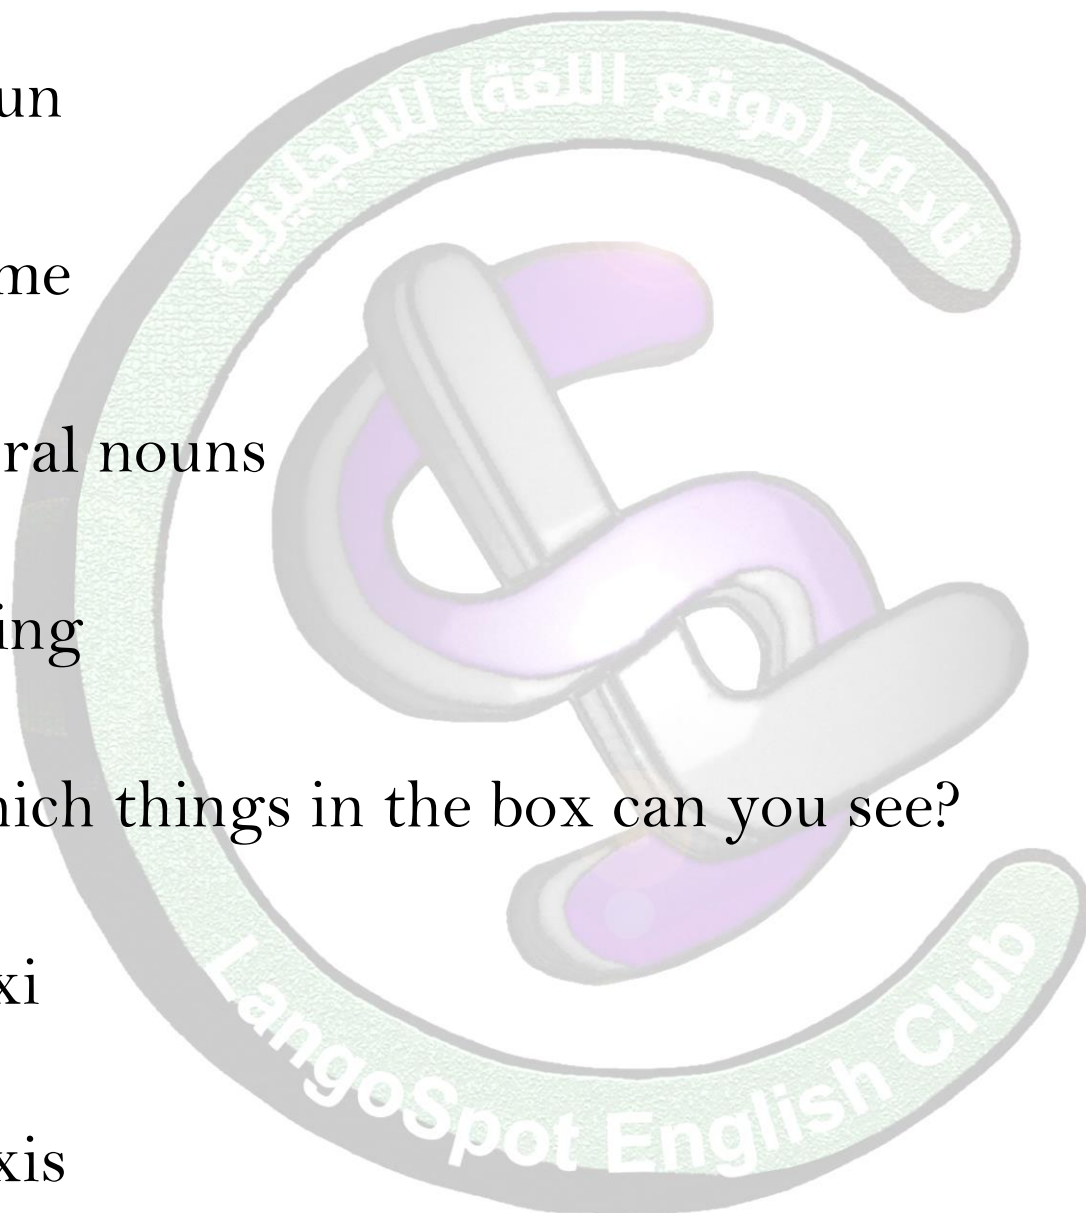 نادي (موقع اللغة) للانجليزية
un
me
ral nouns
ing
hich things in the box can you see?
xi
xis
LangoSpot English Club